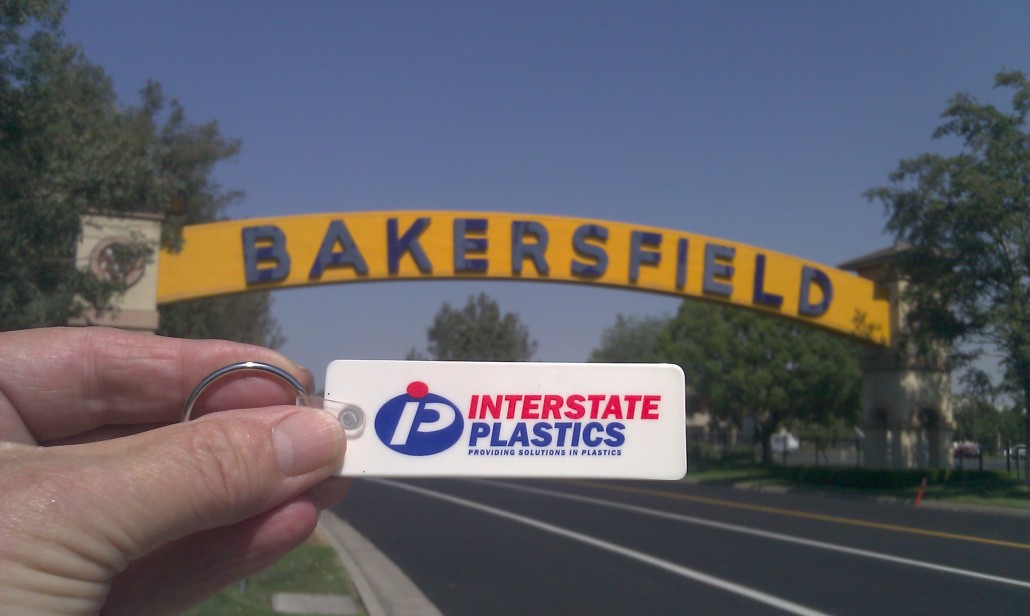 BAKERSFIELD
iP INTERSTATE
PLASTICS
PROVIDING SOLUTIONS IN PLASTICS